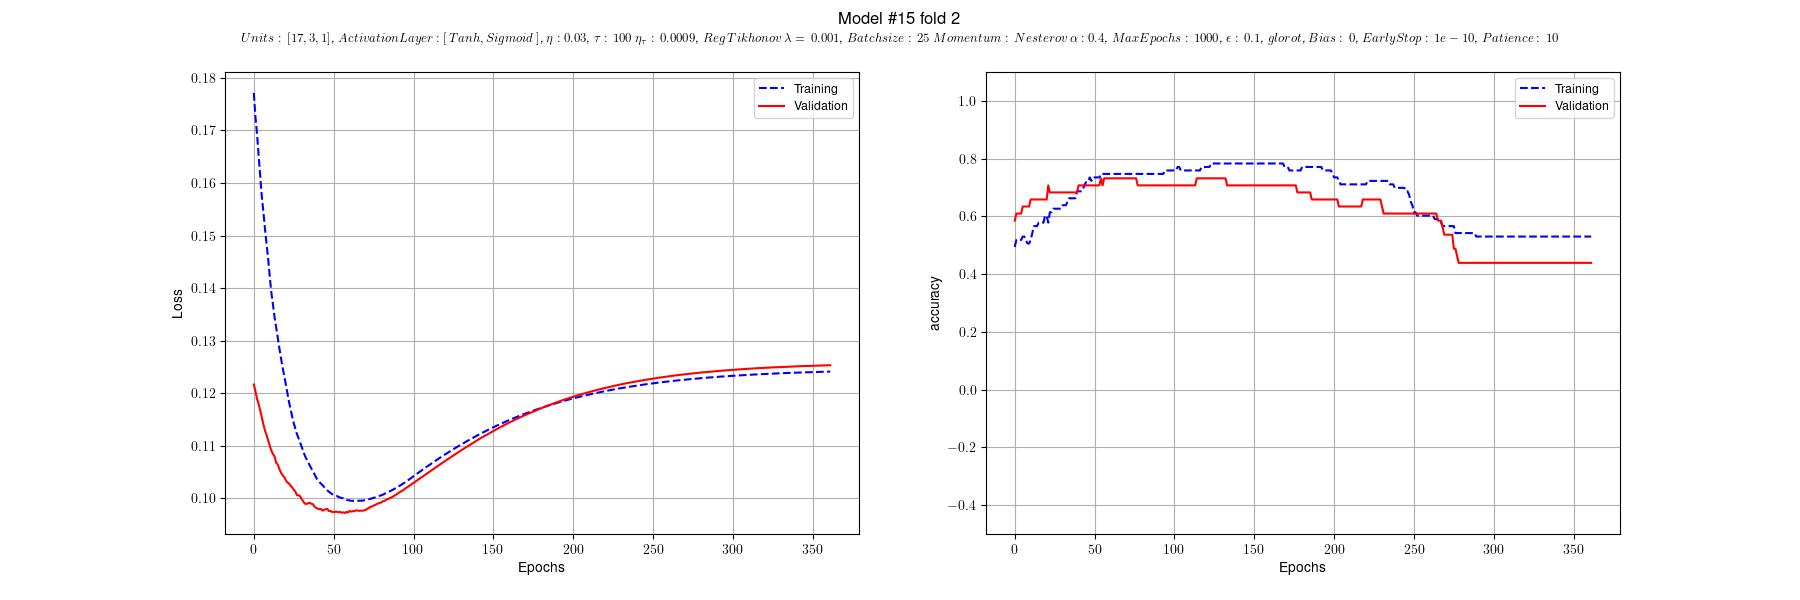 Model #15 fold 2
Units : [17, 3, 1], ActivationLayer : [ Tanh, Sigmoid ], η : 0.03, τ : 100 ητ : 0.0009, RegTikhonov λ = 0.001, Batchsize : 25 Momentum : Nesterov α : 0.4, MaxEpochs : 1000, ϵ : 0.1, glorot, Bias : 0, EarlyStop : 1e − 10, Patience : 10
0.18
0.17
0.16
0.15
0.14
0.13
0.12
0.11
0.10
Loss
Training
Validation
0 50 100 150 200 250 300 350
Epochs
1.0
0.8
0.6
0.4
0.2
0.0
−0.2
−0.4
accuracy
Training
Validation
0 50 100 150 200 250 300 350
Epochs